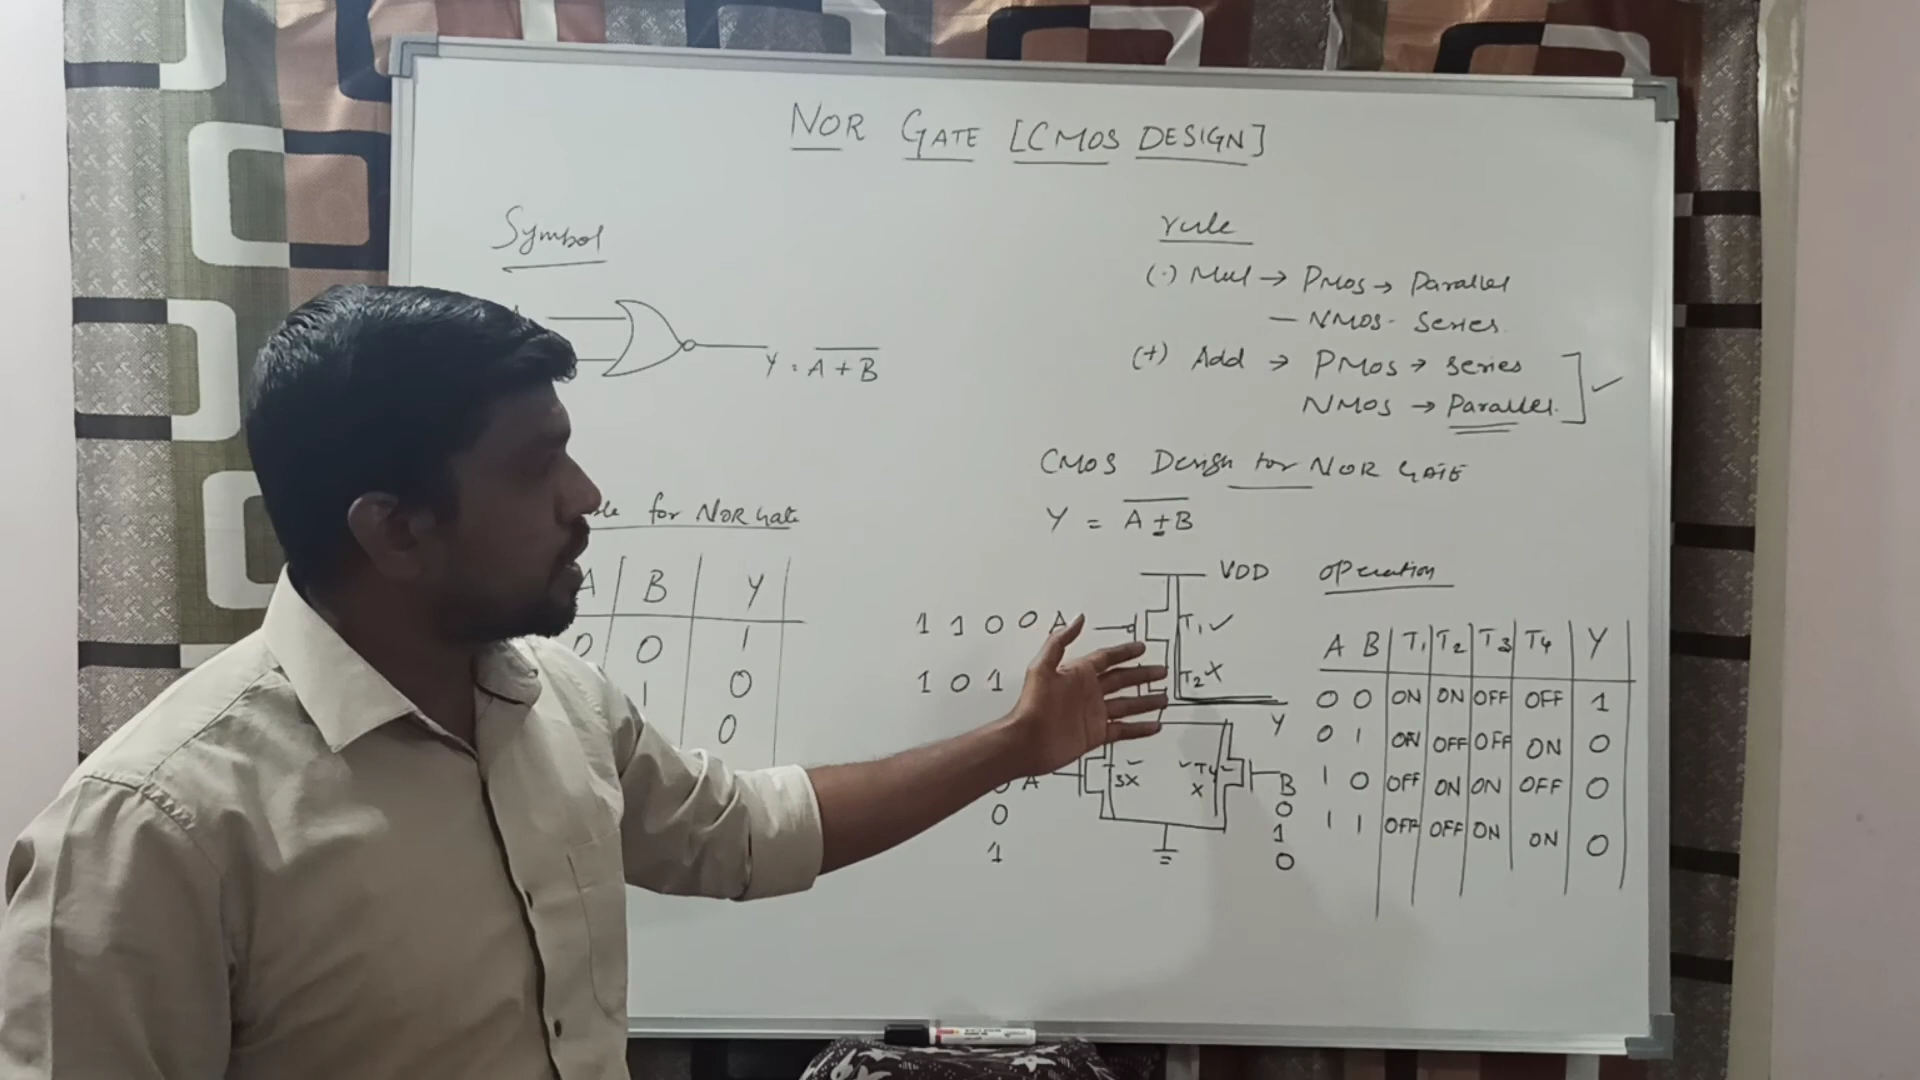 NOR GATE [CMOS DESIGN]
Symbol
Y = A + B
for NOR Gate
A B Y
0 0 1
1 0
0
rule
(·) Mul → PMOS → Parallel
– NMOS - Series
(+) Add → PMOS → Series
NMOS → Parallel.
CMOS Design for NOR GATE
Y = A + B
VDD
1 1 0 0 A
T1 ✓
1 0 1
T2 X
Y
A
3X
T4
X
B
0
0
1
1
0
operation
A B T1 T2 T3 T4 Y
0 0 ON ON OFF OFF 1
0 1 ON OFF OFF ON 0
1 0 OFF ON ON OFF 0
1 1 OFF OFF ON ON 0